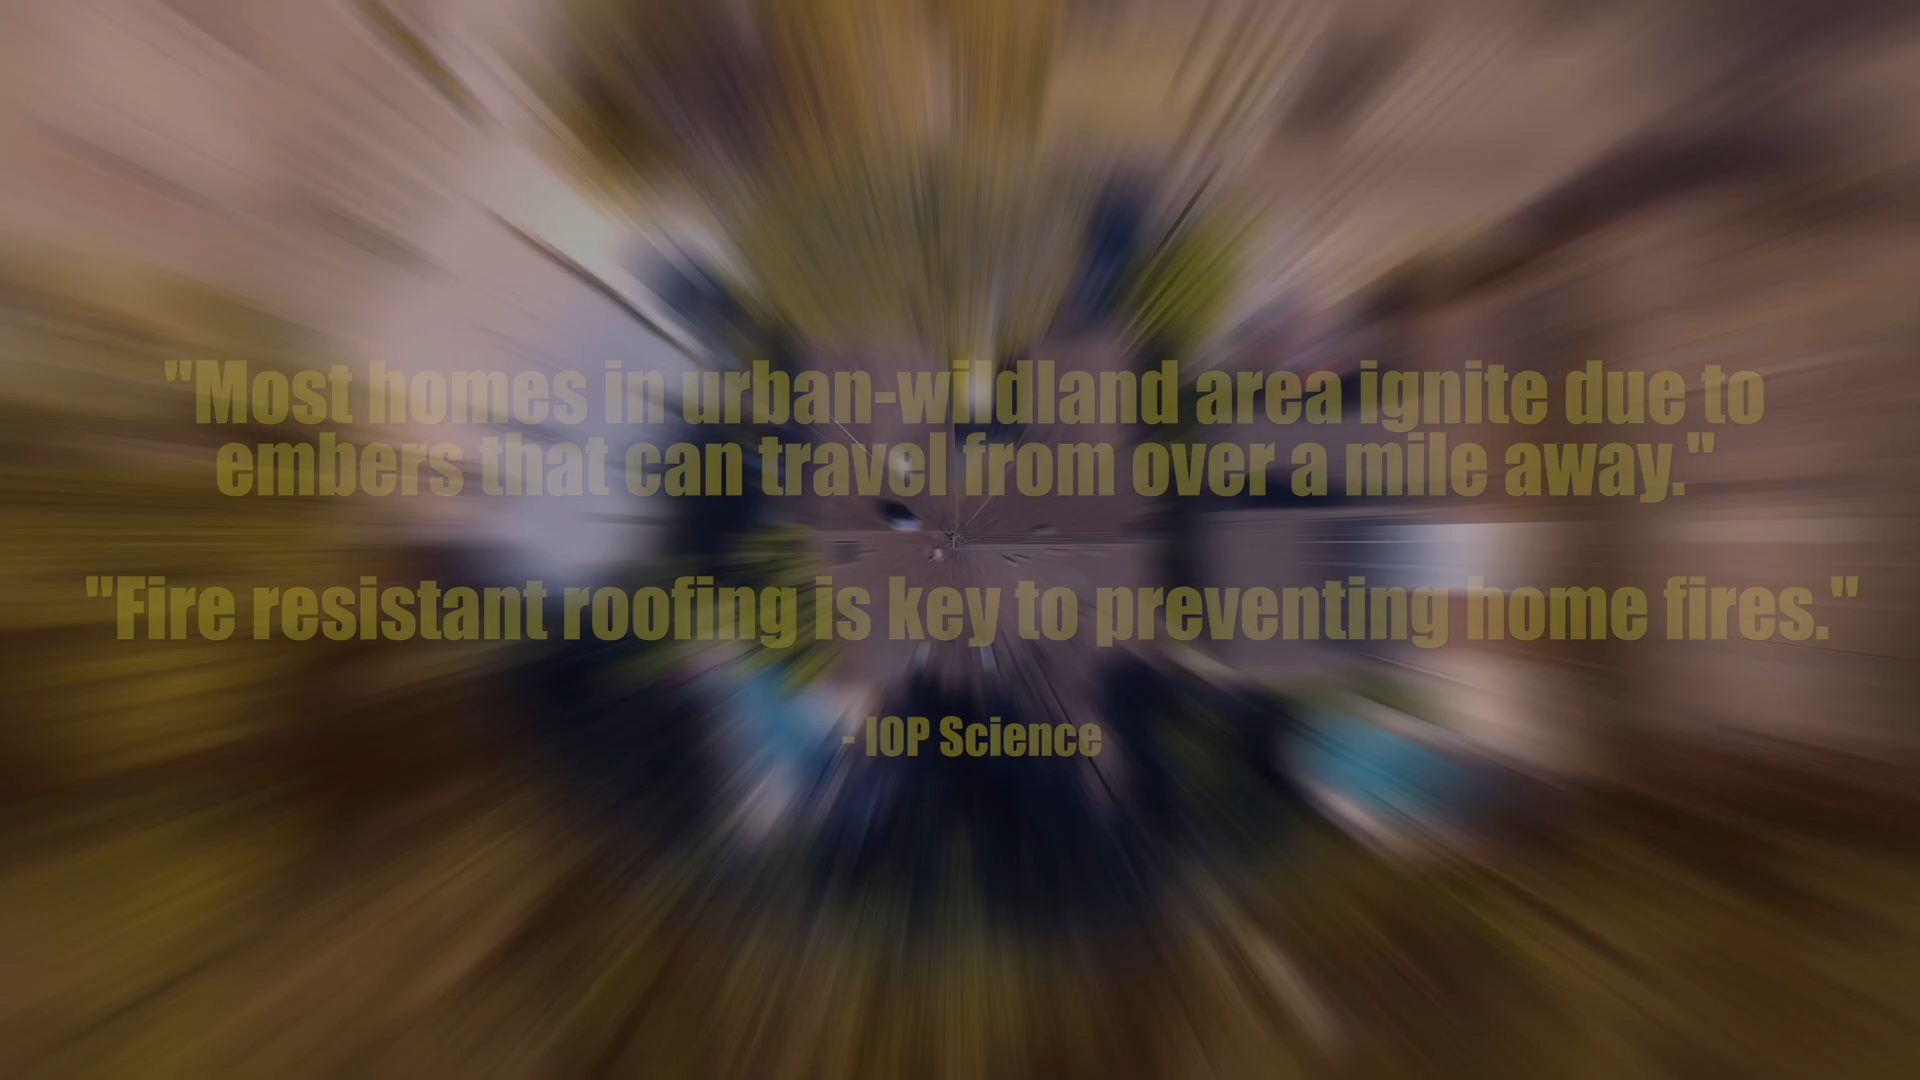 "Most homes in urban-wildland area ignite due to
embers that can travel from over a mile away."
"Fire resistant roofing is key to preventing home fires."
- IOP Science